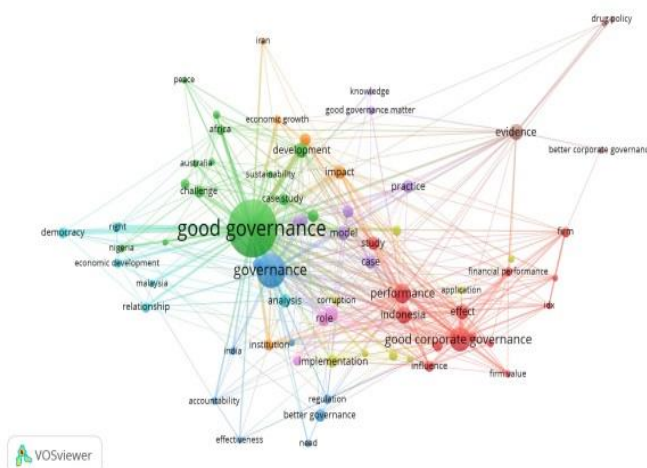 drug policy
iran
peace
knowledge
good governance matter
africa
economic growth
evidence
development
better corporate governanc
australia
sustainability
impact
challenge
case study
practice
good governance
right
democracy
model
firm
study
nigeria
economic development
governance
case
financial performance
malaysia
performance
application
relationship
analysis
corruption
idx
role
indonesia
effect
india
institution
good corporate governance
implementation
influence
firm value
accountability
regulation
better governance
effectiveness
need
VOSviewer